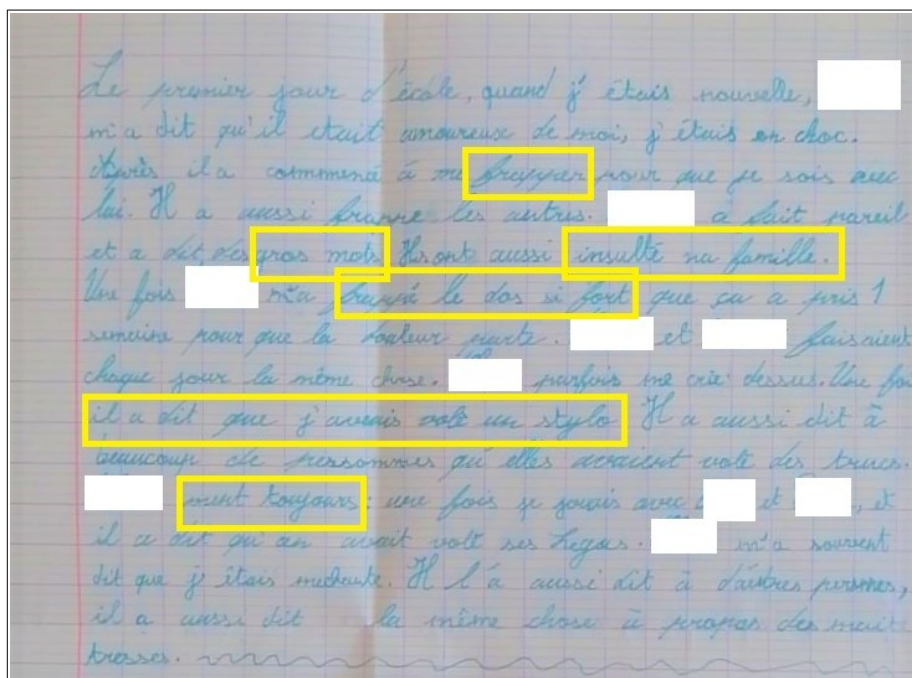 Le premier jour d'école, quand j'étais nouvelle,
m'a dit qu'il etait amoureux de moi, j'étais en choc.
Après il a commencé à me frapper pour que je sois avec
lui. Il a aussi frappé les autres. a fait pareil
et a dit des gros mots Ils ont aussi insulté ma famille.
Une fois m'a frappé le dos si fort que ça a pris 1
semaine pour que la douleur parte. et faisaient
chaque jour la même chose. parfois me crie dessus. Une foi
il a dit que j'avais volé un stylo Il a aussi dit à
beaucoup de personnes qu'elles avaient volé des trucs.
ment toujours : une fois je jouais avec et , et
il a dit qu'on avait volé ses Legos. m'a souvent
dit que j'étais mechante. Il l'a aussi dit à d'autres personnes,
il a aussi dit la même chose à propos des mait
tresses.